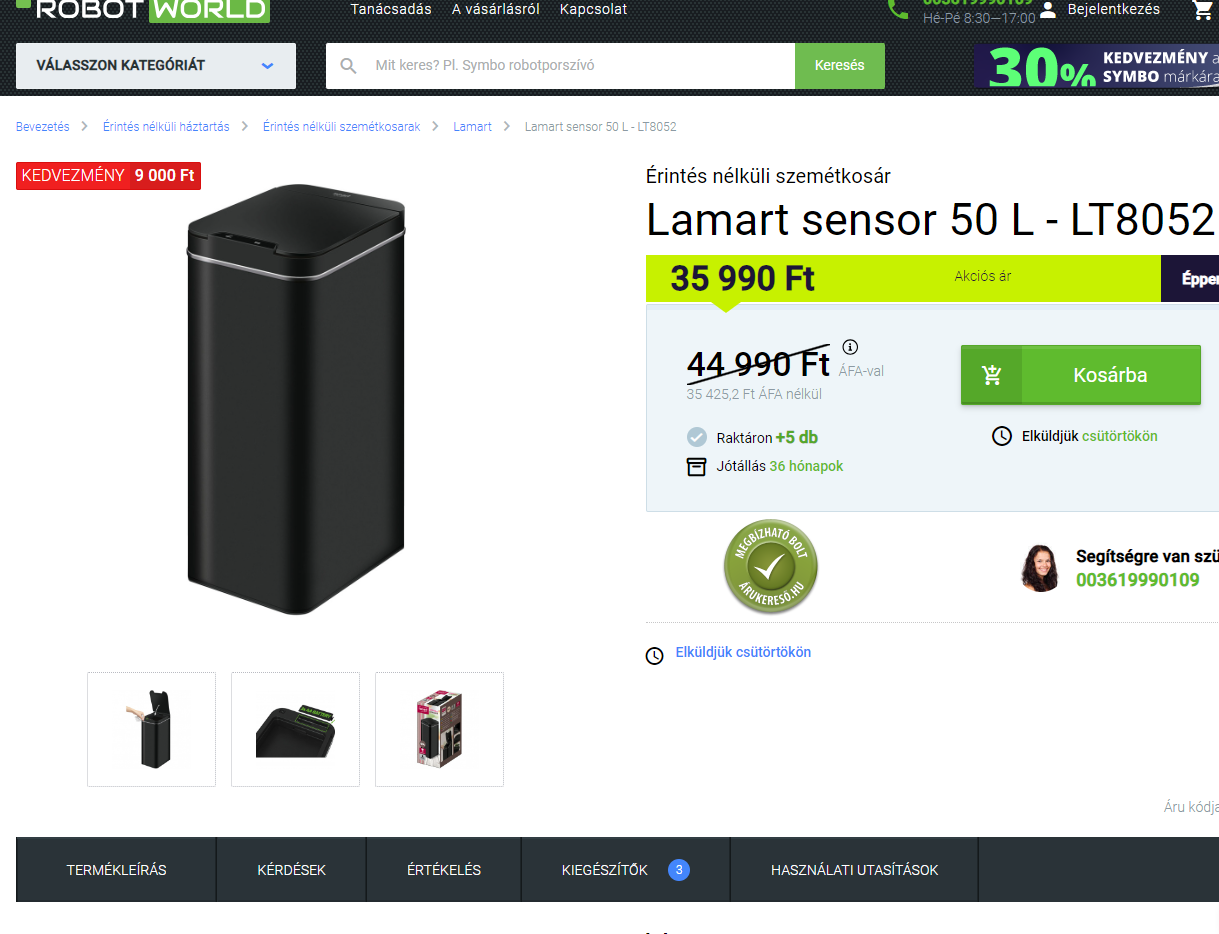 ROBOTWORLD
Tanácsadás A vásárlásról Kapcsolat
003619990109
Hé-Pé 8:30—17:00
Bejelentkezés
VÁLASSZON KATEGÓRIÁT
Mit keres? Pl. Symbo robotporszívó
Keresés
30% KEDVEZMÉNY a
SYMBO márkára
Bevezetés > Érintés nélküli háztartás > Érintés nélküli szemétkosarak > Lamart > Lamart sensor 50 L - LT8052
KEDVEZMÉNY 9 000 Ft
Érintés nélküli szemétkosár
Lamart sensor 50 L - LT8052
35 990 Ft
Akciós ár
Éppen
44 990 Ft
ÁFA-val
35 425,2 Ft ÁFA nélkül
Kosárba
Raktáron +5 db
Jótállás 36 hónapok
Elküldjük csütörtökön
MEGBÍZHATÓ BOLT
ÁRUKERESŐ.HU
Segítségre van szü
003619990109
Elküldjük csütörtökön
Áru kódja
TERMÉKLEÍRÁS
KÉRDÉSEK
ÉRTÉKELÉS
KIEGÉSZÍTŐK 3
HASZNÁLATI UTASÍTÁSOK